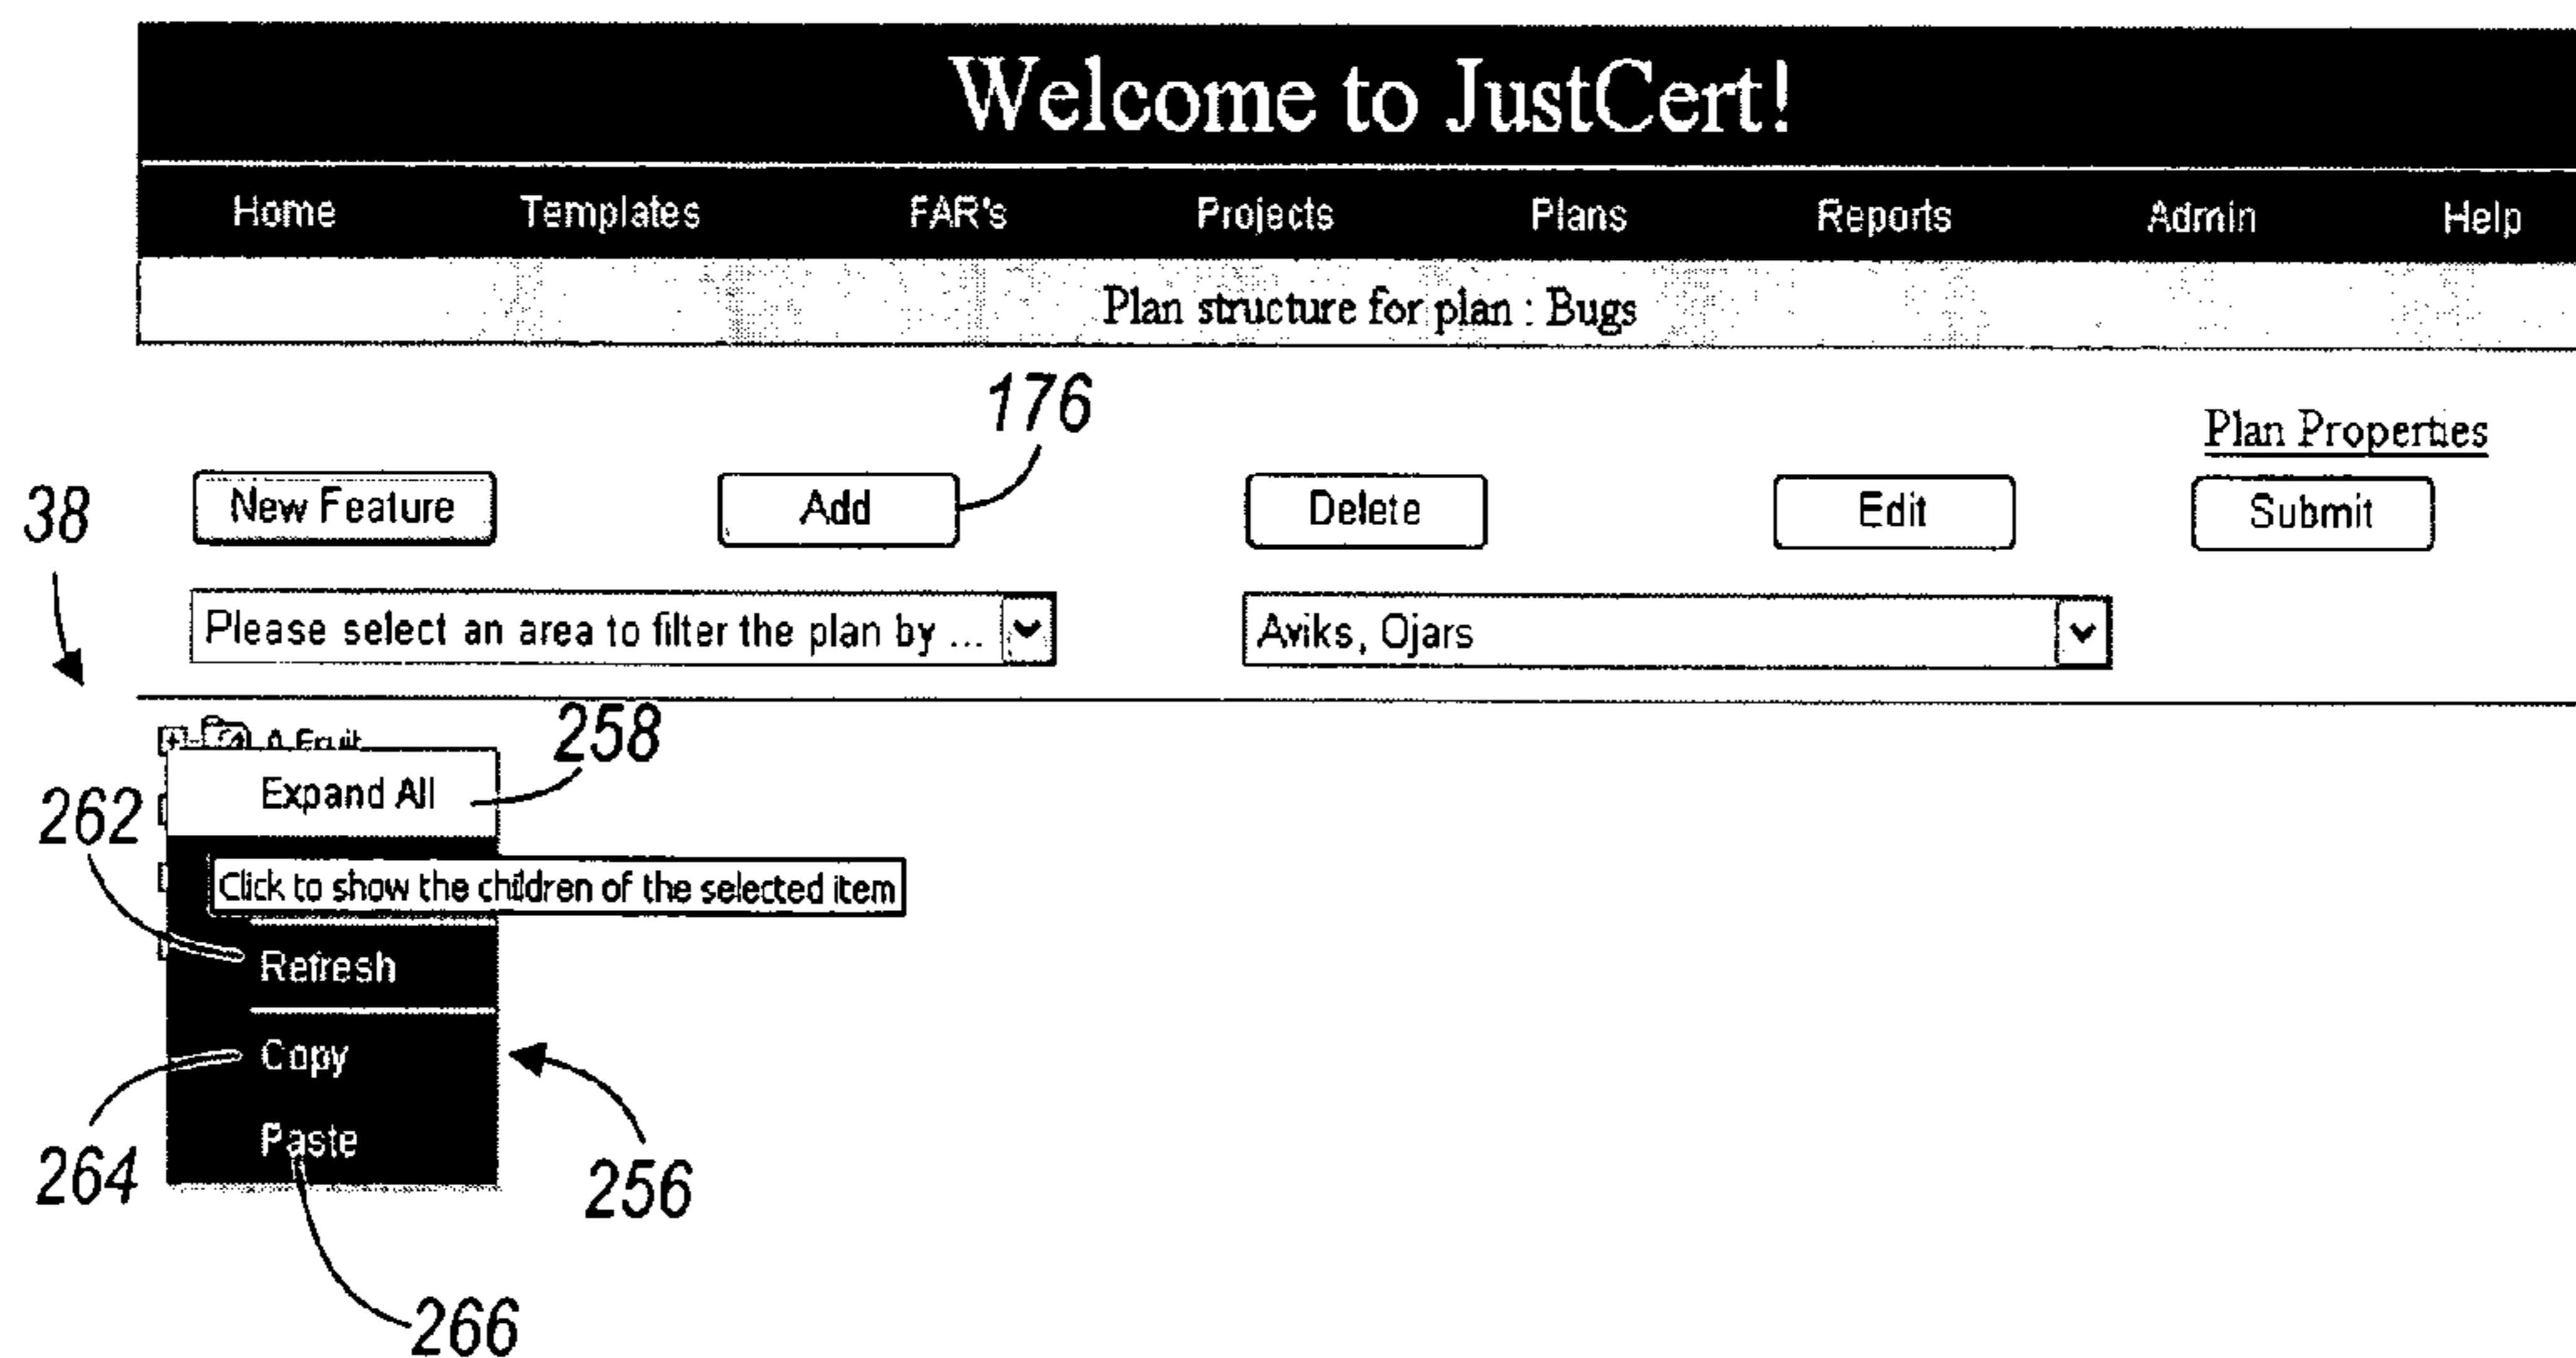 Welcome to JustCert!
Home Templates FAR's Projects Plans Reports Admin Help
Plan structure for plan : Bugs
176
Plan Properties
38
New Feature Add Delete Edit Submit
Please select an area to filter the plan by ... Aviks, Ojars
A Fruit
258
Expand All
262
Click to show the children of the selected item
Refresh
Copy
Paste
264
256
266